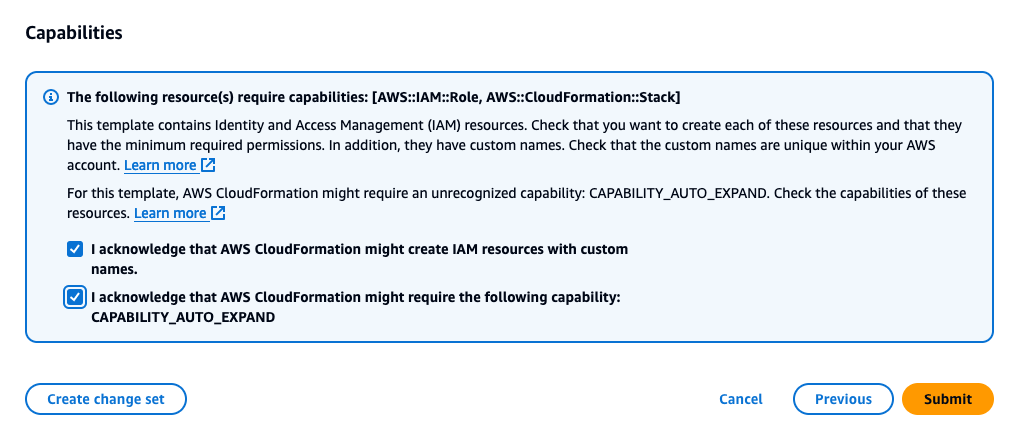 Capabilities
The following resource(s) require capabilities: [AWS::IAM::Role, AWS::CloudFormation::Stack]
This template contains Identity and Access Management (IAM) resources. Check that you want to create each of these resources and that they
have the minimum required permissions. In addition, they have custom names. Check that the custom names are unique within your AWS
account. Learn more
For this template, AWS CloudFormation might require an unrecognized capability: CAPABILITY_AUTO_EXPAND. Check the capabilities of these
resources. Learn more
I acknowledge that AWS CloudFormation might create IAM resources with custom
names.
I acknowledge that AWS CloudFormation might require the following capability:
CAPABILITY_AUTO_EXPAND
Create change set Cancel Previous Submit